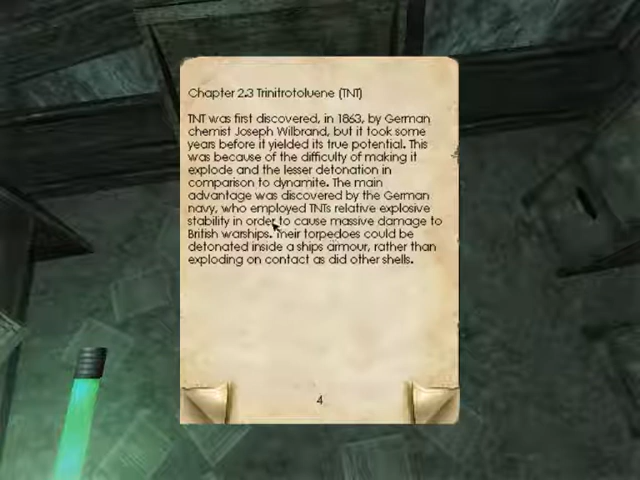 Chapter 2.3 Trinitrotoluene (TNT)
TNT was first discovered, in 1863, by German
chemist Joseph Wilbrand, but it took some
years before it yielded its true potential. This
was because of the difficulty of making it
explode and the lesser detonation in
comparison to dynamite. The main
advantage was discovered by the German
navy, who employed TNTs relative explosive
stability in order to cause massive damage to
British warships. Their torpedoes could be
detonated inside a ships armour, rather than
exploding on contact as did other shells.
4